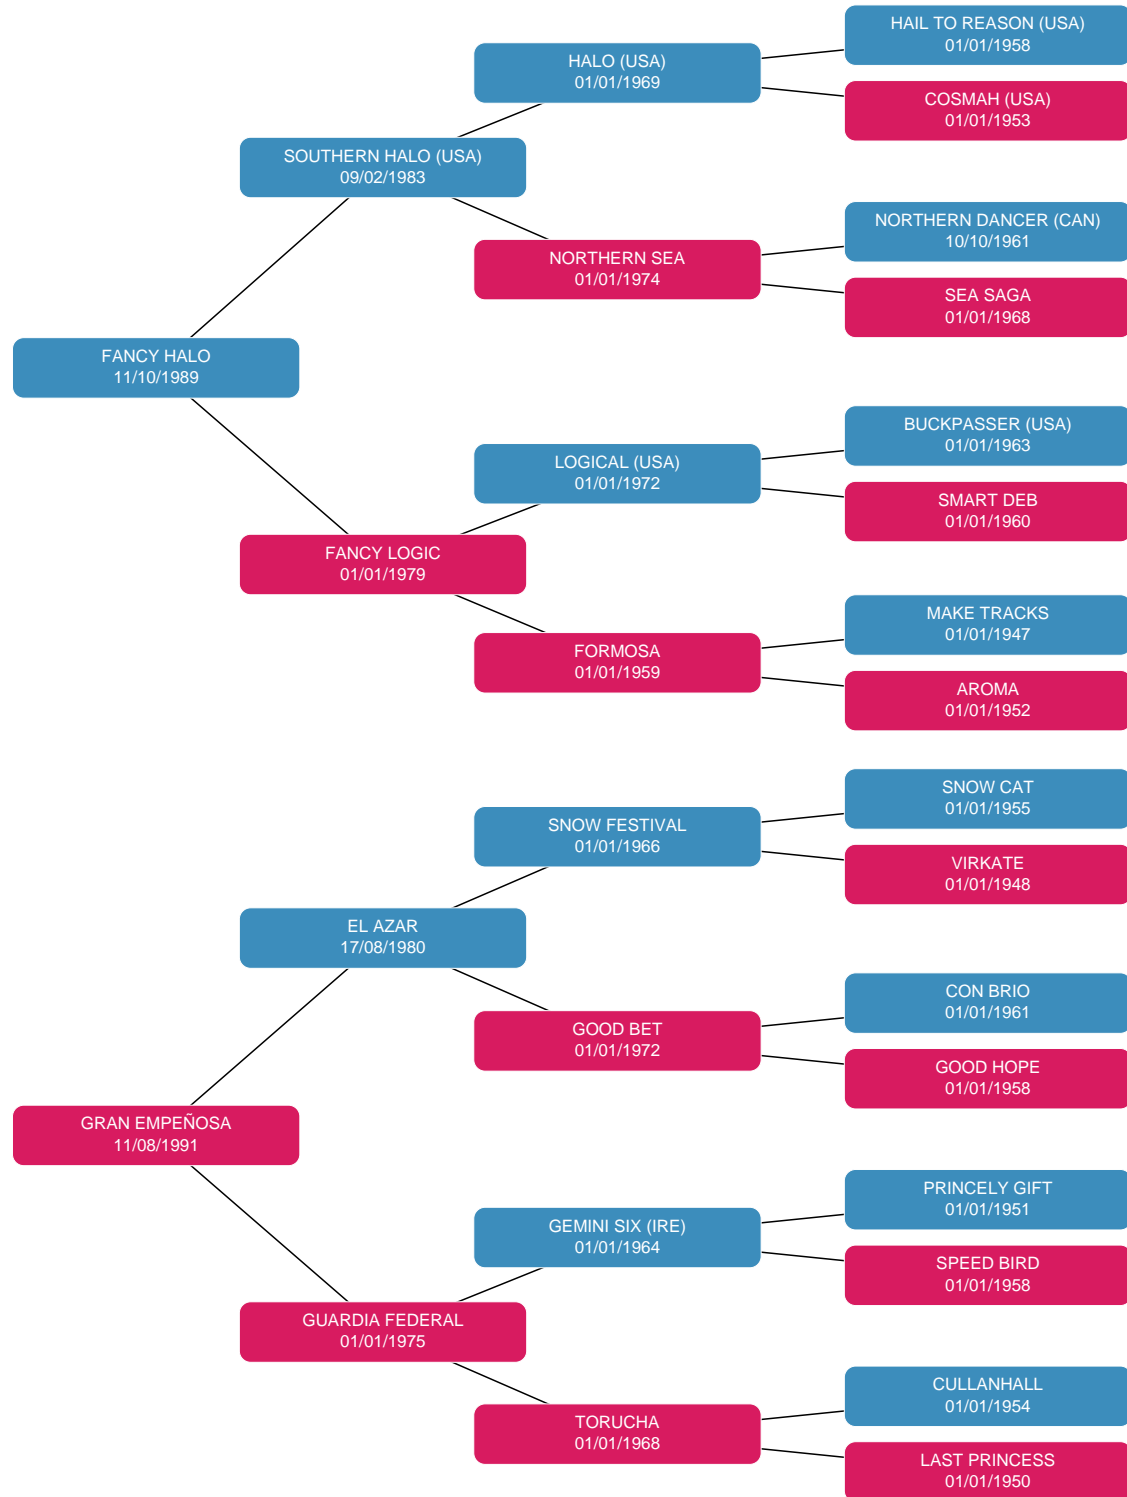 HAIL TO REASON (USA)
01/01/1958
HALO (USA)
01/01/1969
COSMAH (USA)
01/01/1953
SOUTHERN HALO (USA)
09/02/1983
NORTHERN DANCER (CAN)
10/10/1961
NORTHERN SEA
01/01/1974
SEA SAGA
01/01/1968
FANCY HALO
11/10/1989
BUCKPASSER (USA)
01/01/1963
LOGICAL (USA)
01/01/1972
SMART DEB
01/01/1960
FANCY LOGIC
01/01/1979
MAKE TRACKS
01/01/1947
FORMOSA
01/01/1959
AROMA
01/01/1952
SNOW CAT
01/01/1955
SNOW FESTIVAL
01/01/1966
VIRKATE
01/01/1948
EL AZAR
17/08/1980
CON BRIO
01/01/1961
GOOD BET
01/01/1972
GOOD HOPE
01/01/1958
GRAN EMPEÑOSA
11/08/1991
PRINCELY GIFT
01/01/1951
GEMINI SIX (IRE)
01/01/1964
SPEED BIRD
01/01/1958
GUARDIA FEDERAL
01/01/1975
CULLANHALL
01/01/1954
TORUCHA
01/01/1968
LAST PRINCESS
01/01/1950